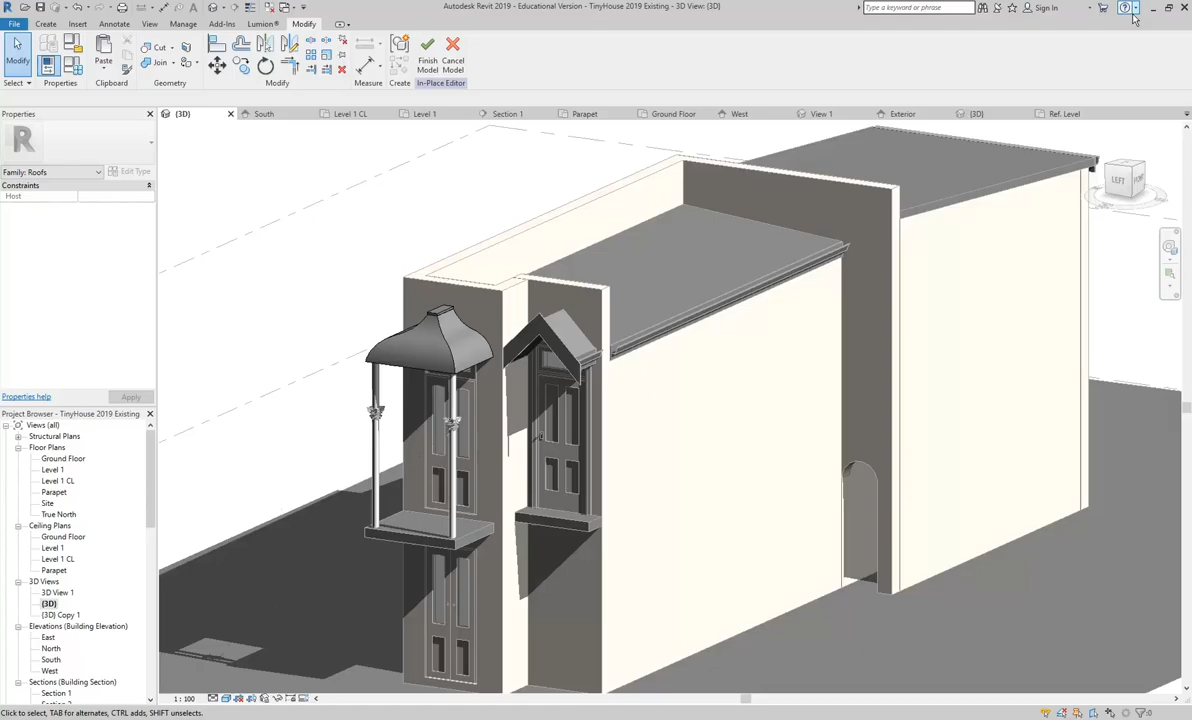 Autodesk Revit 2019 - Educational Version - TinyHouse 2019 Existing - 3D View: {3D}
Type a keyword or phrase
Sign In
File
Create
Insert
Annotate
View
Manage
Add-Ins
Lumion®
Modify
Modify
Paste
Cope
Join
Finish Model
Cancel Model
Select
Properties
Clipboard
Geometry
Modify
Measure
Create
In-Place Editor
Properties
{3D}
South
Level 1 CL
Level 1
Section 1
Parapet
Ground Floor
West
View 1
Exterior
{3D}
Ref. Level
R
Family: Roofs
Edit Type
Constraints
Host
LEFT
Properties help
Apply
Project Browser - TinyHouse 2019 Existing
Views (all)
Structural Plans
Floor Plans
Ground Floor
Level 1
Level 1 CL
Parapet
Site
True North
Ceiling Plans
Ground Floor
Level 1
Level 1 CL
Parapet
3D Views
3D View 1
{3D}
{3D} Copy 1
Elevations (Building Elevation)
East
North
South
West
Sections (Building Section)
Section 1
1 : 100
Click to select, TAB for alternates, CTRL adds, SHIFT unselects.
:0